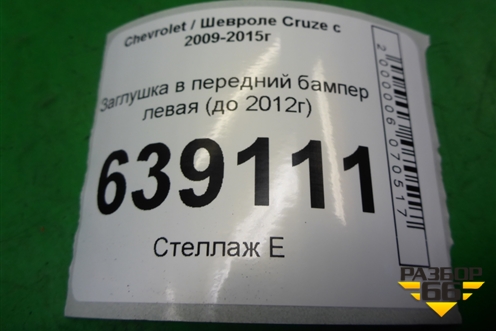 Chevrolet / Шевроле Cruze с
2009-2015г
Заглушка в передний бампер
левая (до 2012г)
639111
Стеллаж Е
2000006070517
РАЗБОР
66